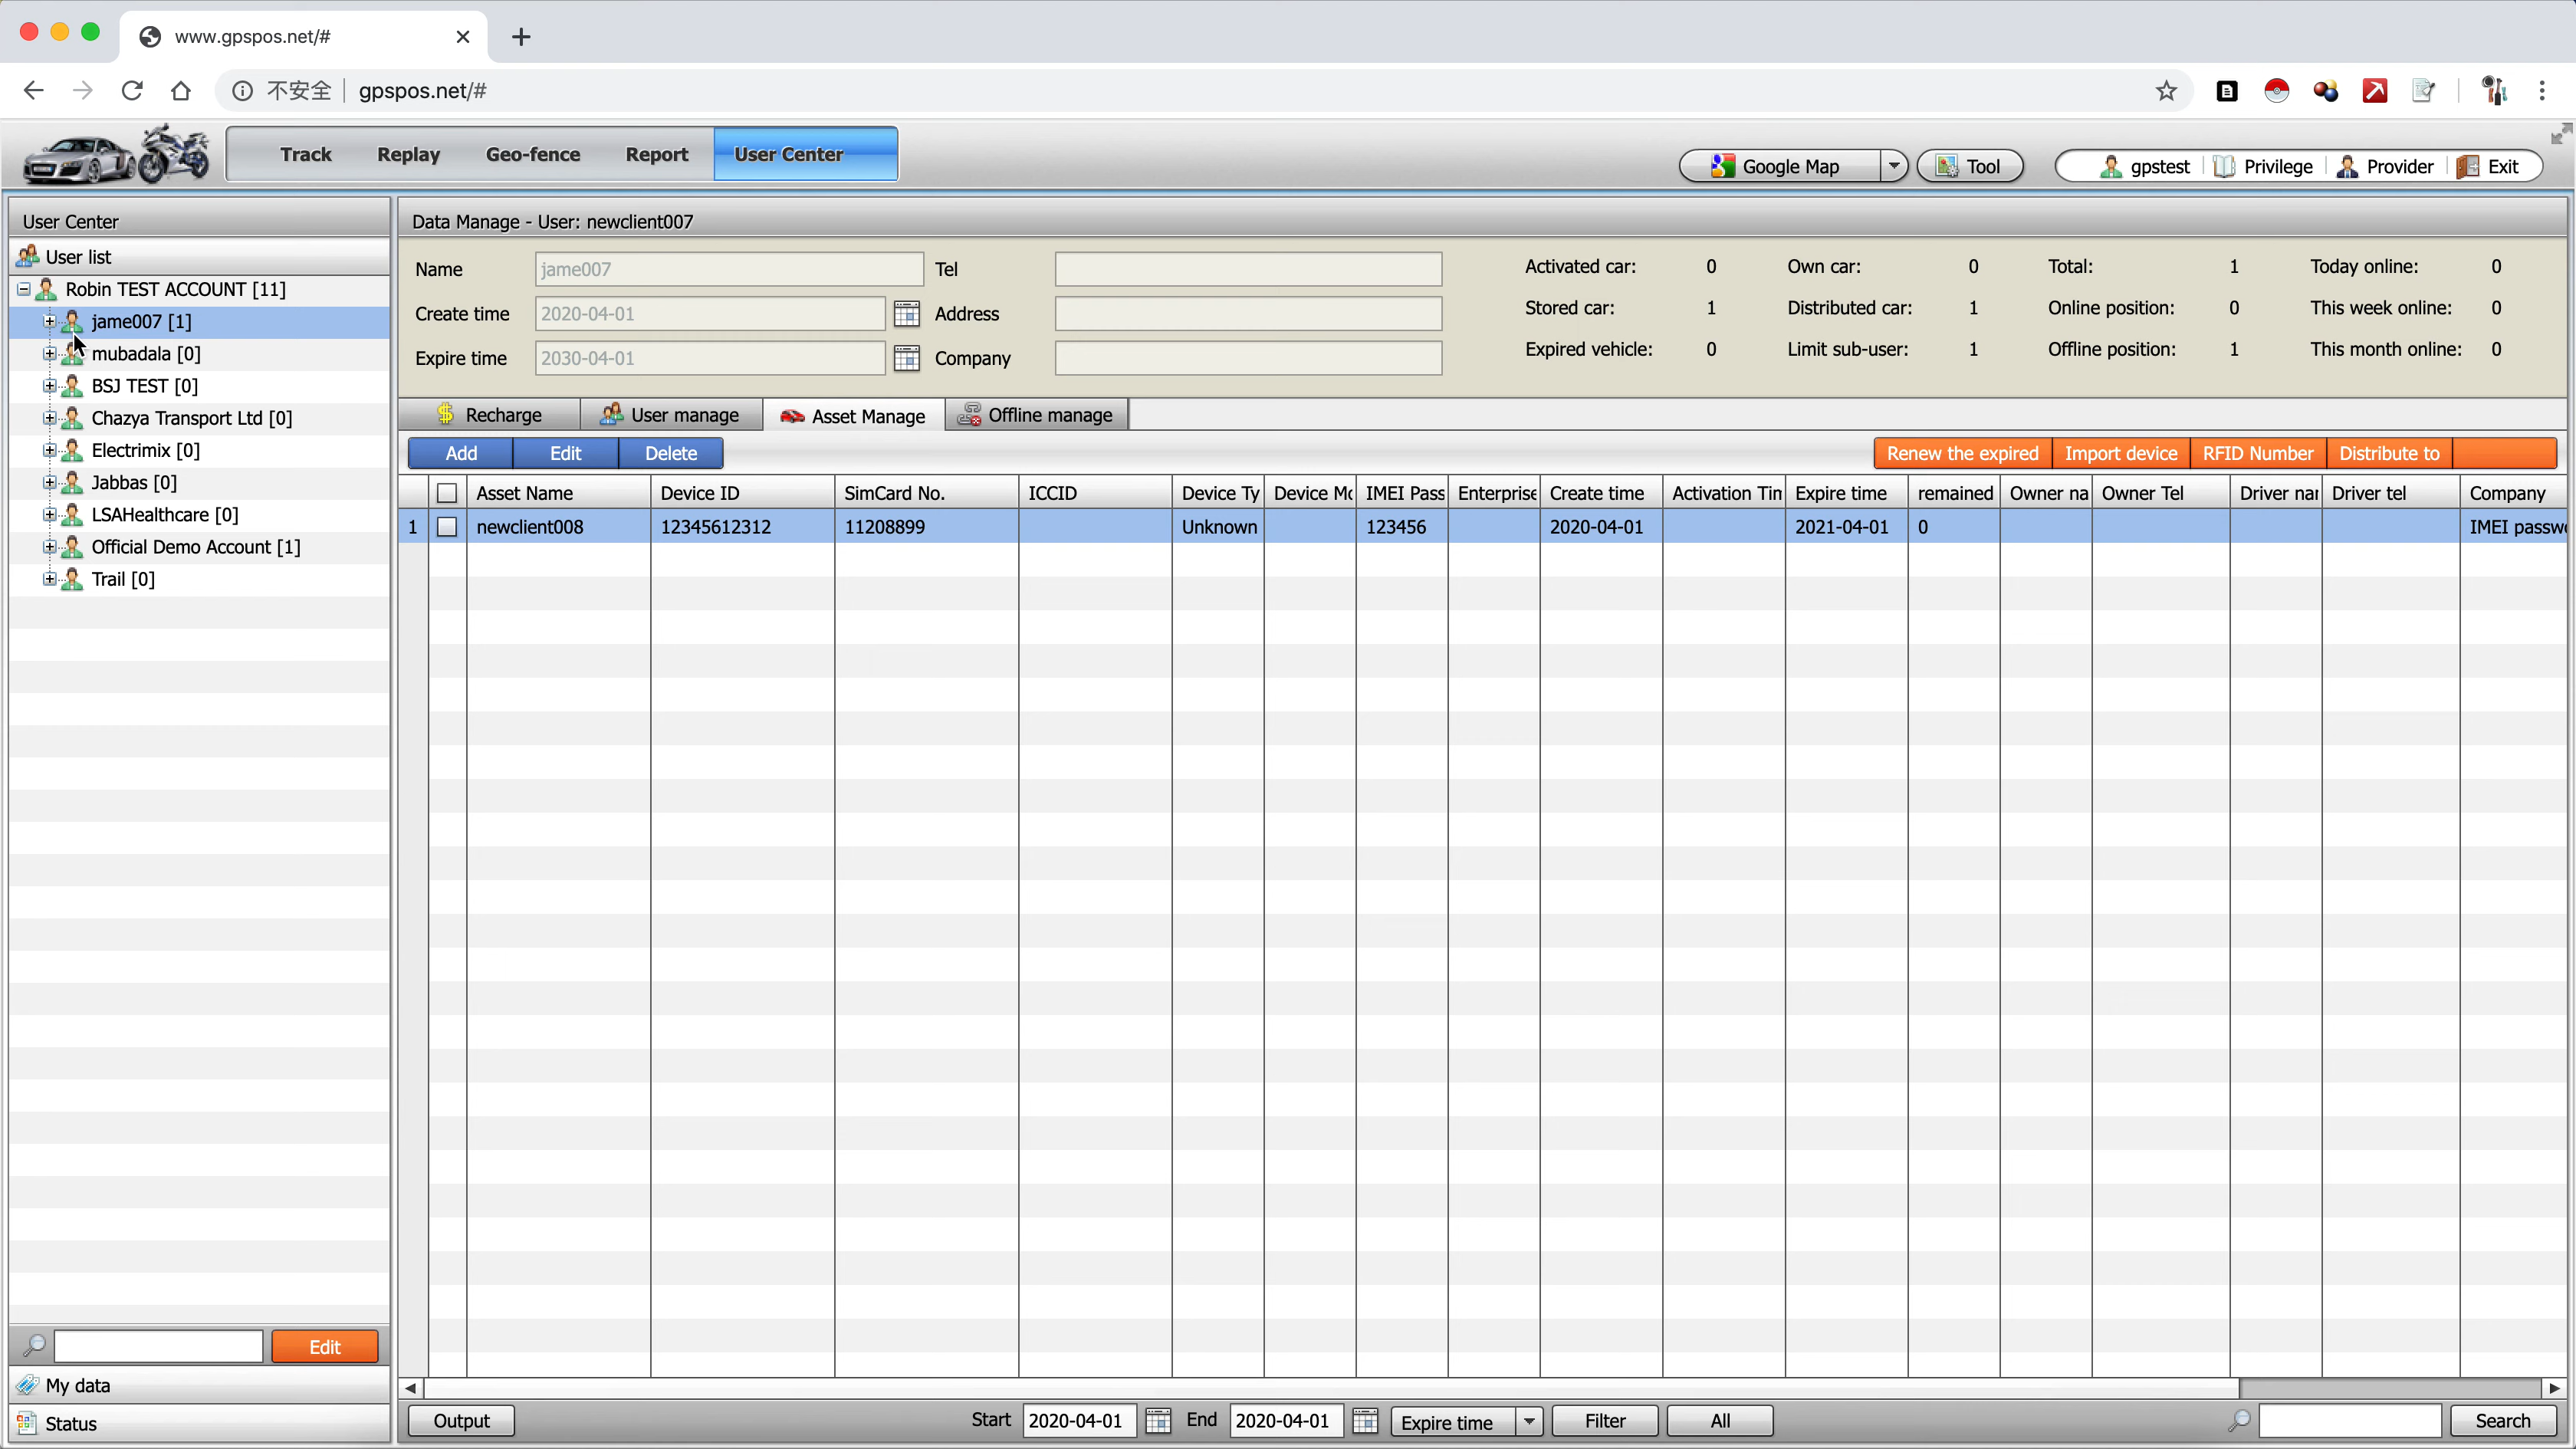 www.gpspos.net/#
不安全 gpspos.net/#
Track Replay Geo-fence Report User Center
Google Map Tool gpstest Privilege Provider Exit
User Center
User list
Robin TEST ACCOUNT [11]
jame007 [1]
mubadala [0]
BSJ TEST [0]
Chazya Transport Ltd [0]
Electrimix [0]
Jabbas [0]
LSAHealthcare [0]
Official Demo Account [1]
Trail [0]
Edit
My data
Status
Data Manage - User: newclient007
Name jame007 Tel Activated car: 0 Own car: 0 Total: 1 Today online: 0
Create time 2020-04-01 Address Stored car: 1 Distributed car: 1 Online position: 0 This week online: 0
Expire time 2030-04-01 Company Expired vehicle: 0 Limit sub-user: 1 Offline position: 1 This month online: 0
Recharge User manage Asset Manage Offline manage
Add Edit Delete Renew the expired Import device RFID Number Distribute to
Asset Name Device ID SimCard No. ICCID Device Ty Device Mo IMEI Pass Enterprise Create time Activation Tin Expire time remained Owner na Owner Tel Driver nar Driver tel Company
1 newclient008 12345612312 11208899 Unknown 123456 2020-04-01 2021-04-01 0 IMEI passwo
Output Start 2020-04-01 End 2020-04-01 Expire time Filter All Search